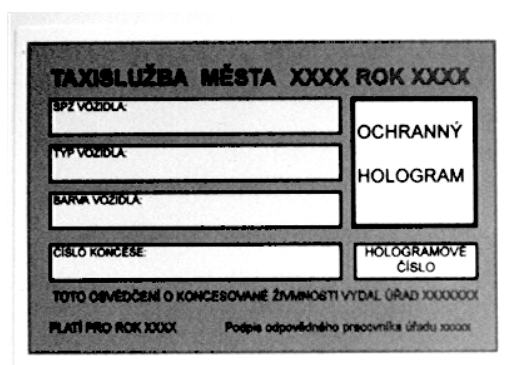 TAXISLUŽBA MĚSTA XXXX ROK XXXX
SPZ VOZIDLA:
TYP VOZIDLA:
BARVA VOZIDLA:
OCHRANNÝ
HOLOGRAM
ČÍSLO KONCESE:
HOLOGRAMOVÉ
ČÍSLO
TOTO OSVĚDČENÍ O KONCESOVANÉ ŽIVNNOSTI VYDAL ÚŘAD XXXXXXX
PLATÍ PRO ROK XXXX
Podpis odpovědného pracovníka úřadu xxxxx